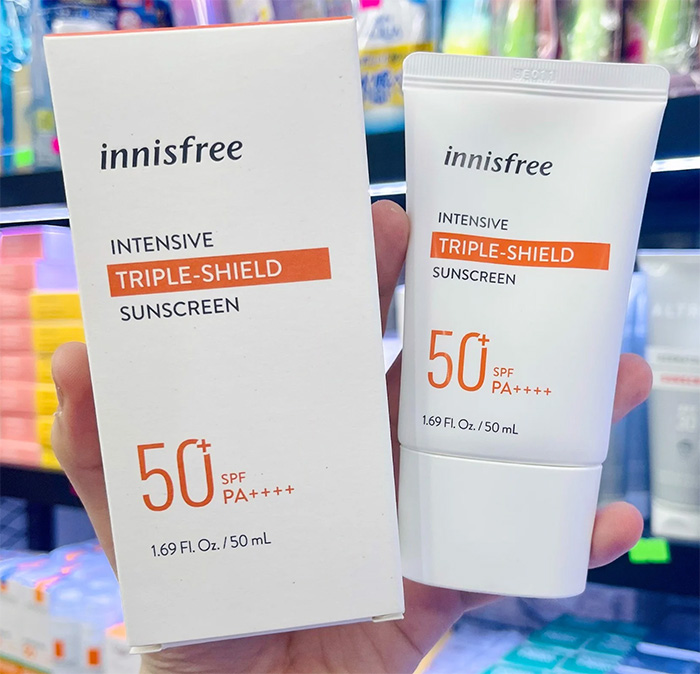 innisfree
INTENSIVE
TRIPLE-SHIELD
SUNSCREEN
50+ SPF
PA++++
1.69 Fl. Oz. / 50 mL
innisfree
INTENSIVE
TRIPLE-SHIELD
SUNSCREEN
50+ SPF
PA++++
1.69 Fl. Oz. / 50 mL